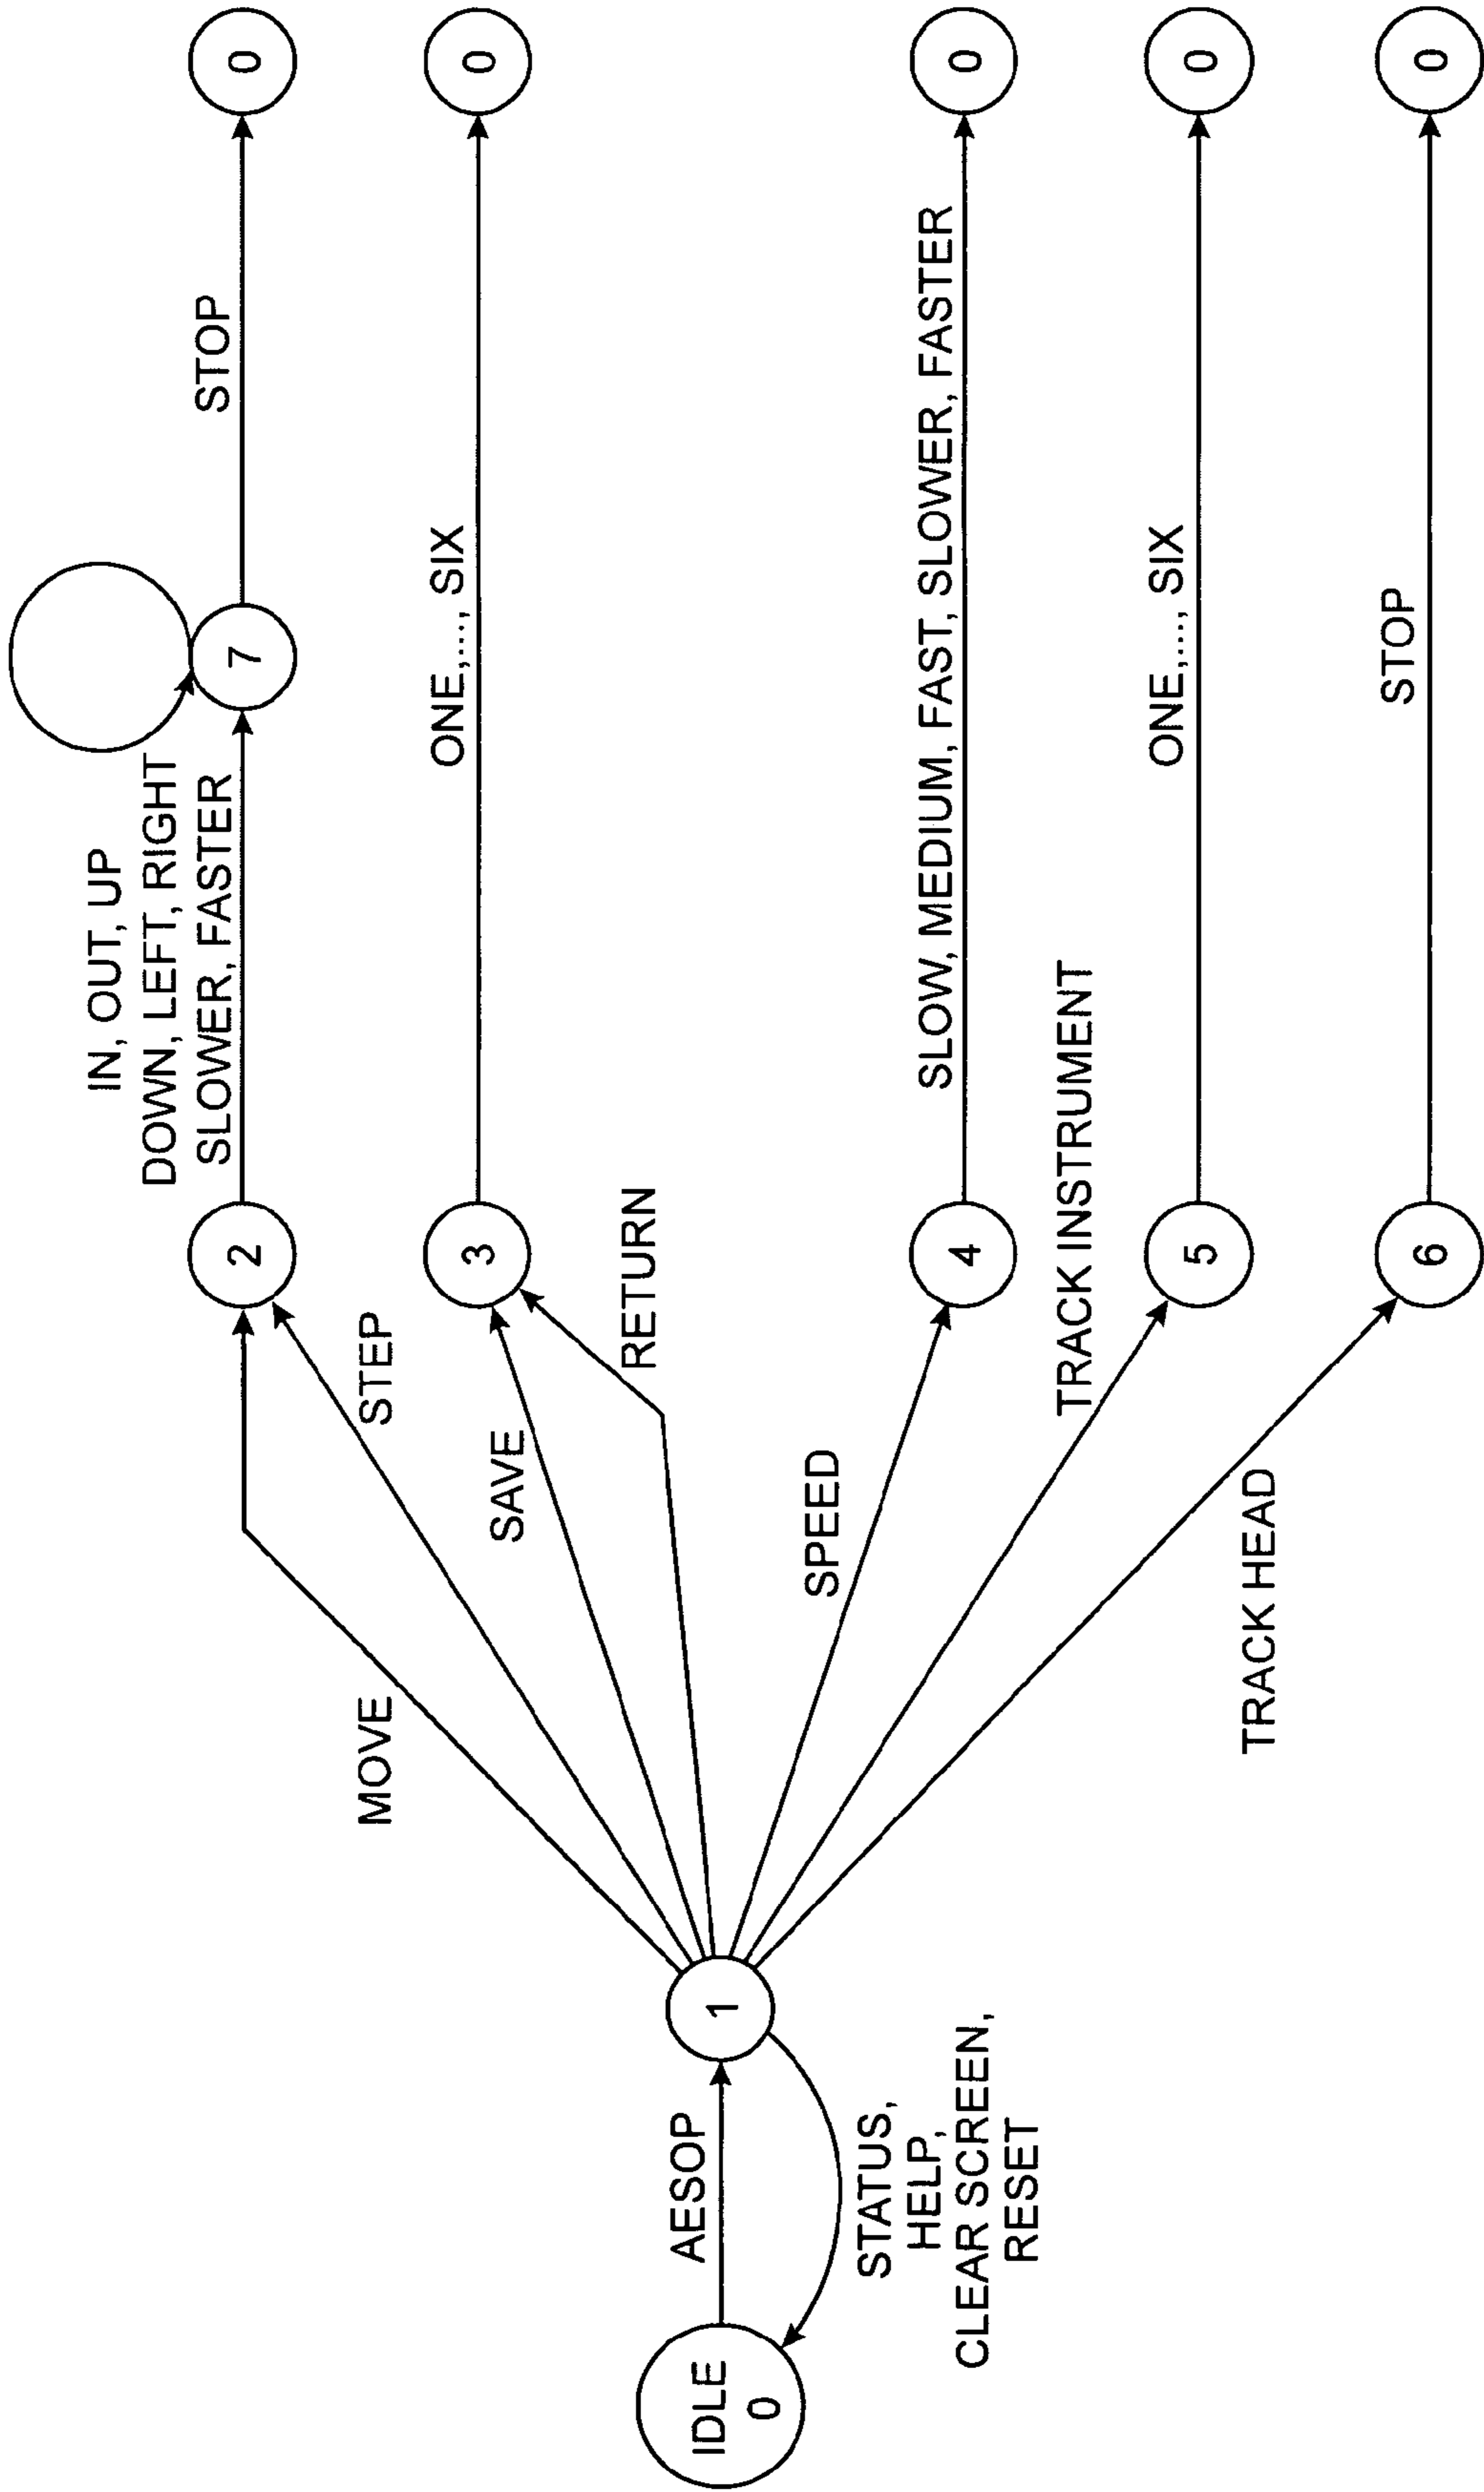 IDLE
0
AESOP
STATUS,
HELP,
CLEAR SCREEN,
RESET
1
MOVE
STEP
SAVE
RETURN
SPEED
TRACK INSTRUMENT
TRACK HEAD
2
IN, OUT, UP
DOWN, LEFT, RIGHT
SLOWER, FASTER
7
STOP
0
3
ONE,..., SIX
0
4
SLOW, MEDIUM, FAST, SLOWER, FASTER
0
5
ONE,..., SIX
0
6
STOP
0